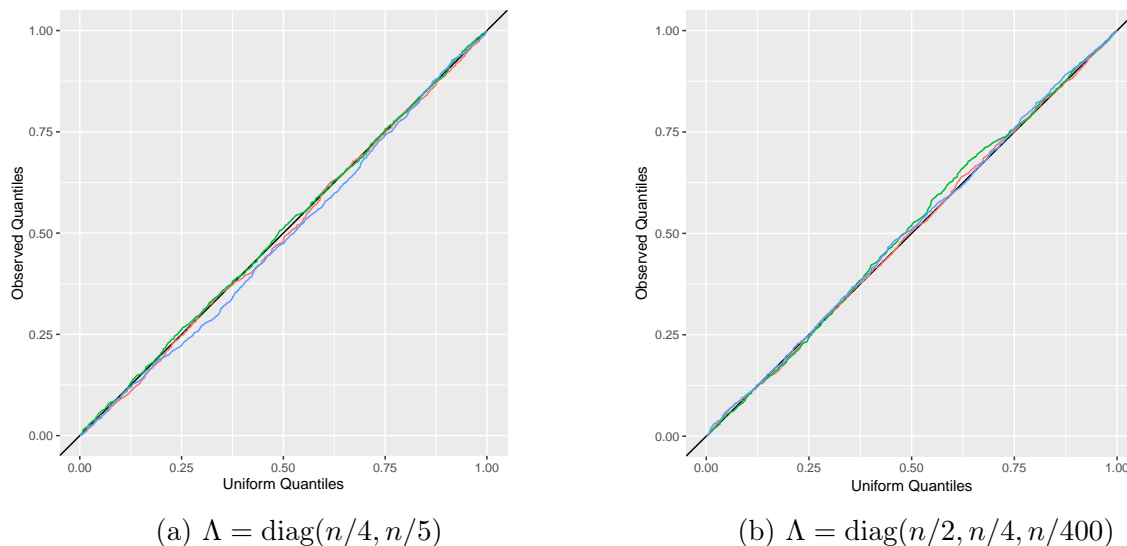 1.00
0.75
0.50
0.25
0.00
Observed Quantiles
0.00 0.25 0.50 0.75 1.00
Uniform Quantiles
(a) Λ = diag(n/4, n/5)
1.00
0.75
0.50
0.25
0.00
Observed Quantiles
0.00 0.25 0.50 0.75 1.00
Uniform Quantiles
(b) Λ = diag(n/2, n/4, n/400)